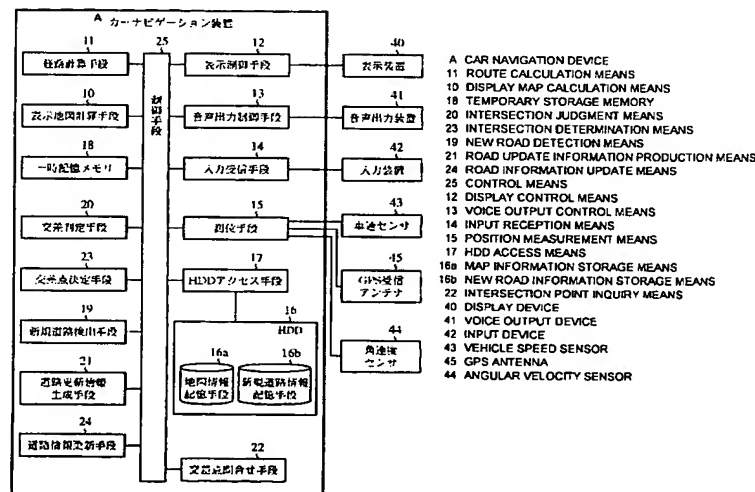 A カーナビゲーション装置
11
経路計算手段
10
表示地図計算手段
18
一時記憶メモリ
20
交差判定手段
23
交差点決定手段
19
新規道路検出手段
21
道路更新情報
生成手段
24
道路情報更新手段
25
制御手段
12
表示制御手段
13
音声出力制御手段
14
入力受信手段
15
測位手段
17
HDDアクセス手段
16
HDD
16a
地図情報
記憶手段
16b
新規道路情報
記憶手段
22
交差点問合せ手段
40
表示装置
41
音声出力装置
42
入力装置
43
車速センサ
45
GPS受信
アンテナ
44
角速度
センサ
A CAR NAVIGATION DEVICE
11 ROUTE CALCULATION MEANS
10 DISPLAY MAP CALCULATION MEANS
18 TEMPORARY STORAGE MEMORY
20 INTERSECTION JUDGMENT MEANS
23 INTERSECTION DETERMINATION MEANS
19 NEW ROAD DETECTION MEANS
21 ROAD UPDATE INFORMATION PRODUCTION MEANS
24 ROAD INFORMATION UPDATE MEANS
25 CONTROL MEANS
12 DISPLAY CONTROL MEANS
13 VOICE OUTPUT CONTROL MEANS
14 INPUT RECEPTION MEANS
15 POSITION MEASUREMENT MEANS
17 HDD ACCESS MEANS
16a MAP INFORMATION STORAGE MEANS
16b NEW ROAD INFORMATION STORAGE MEANS
22 INTERSECTION POINT INQUIRY MEANS
40 DISPLAY DEVICE
41 VOICE OUTPUT DEVICE
42 INPUT DEVICE
43 VEHICLE SPEED SENSOR
45 GPS ANTENNA
44 ANGULAR VELOCITY SENSOR